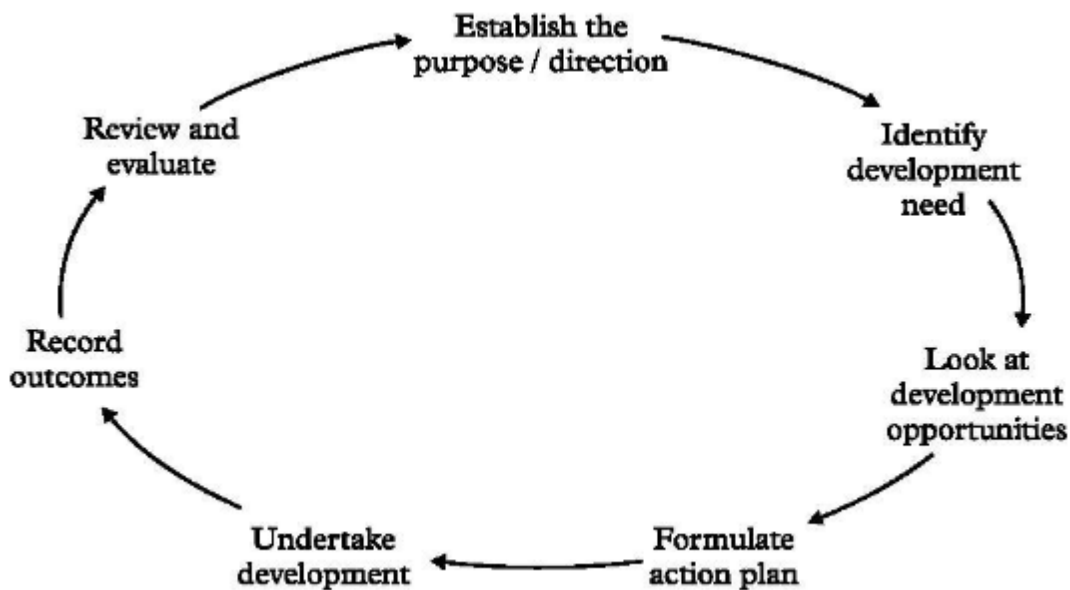 Establish the
purpose / direction
Identify
development
need
Look at
development
opportunities
Formulate
action plan
Undertake
development
Record
outcomes
Review and
evaluate